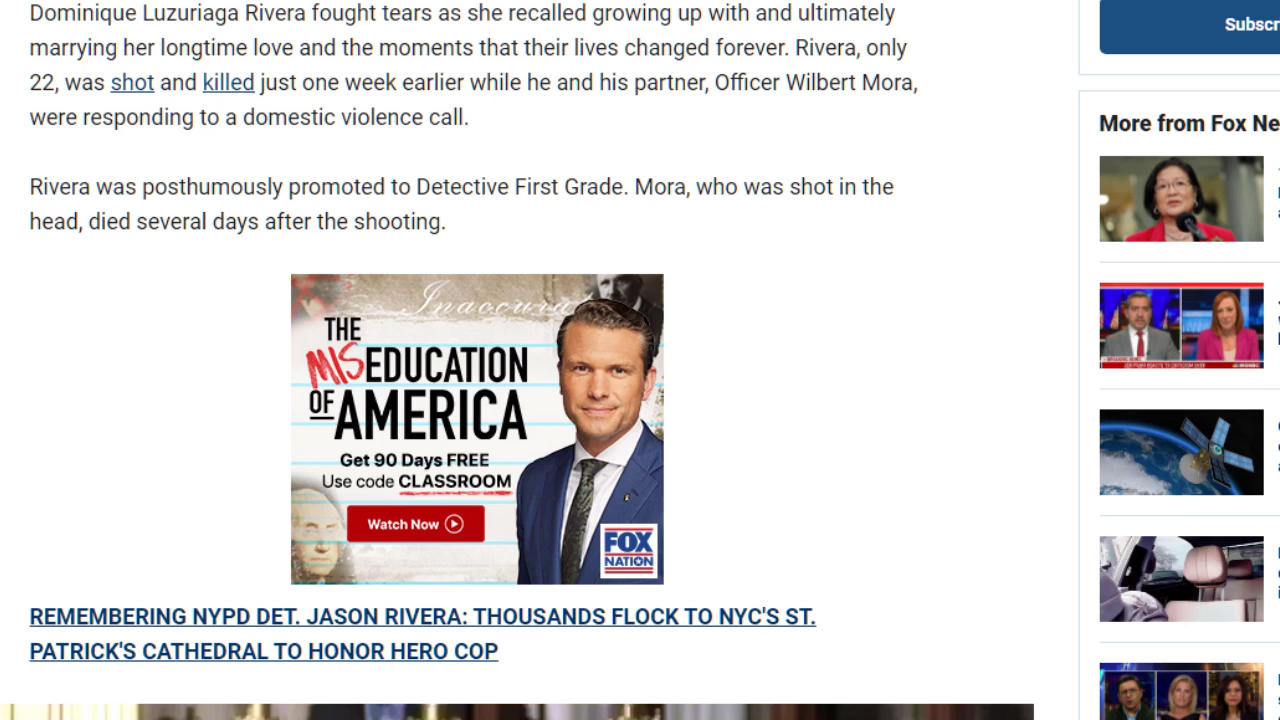 Dominique Luzuriaga Rivera fought tears as she recalled growing up with and ultimately
marrying her longtime love and the moments that their lives changed forever. Rivera, only
22, was shot and killed just one week earlier while he and his partner, Officer Wilbert Mora,
were responding to a domestic violence call.
Rivera was posthumously promoted to Detective First Grade. Mora, who was shot in the
head, died several days after the shooting.
THE
MISEDUCATION
OF AMERICA
Get 90 Days FREE
Use code CLASSROOM
Watch Now
FOX
NATION
REMEMBERING NYPD DET. JASON RIVERA: THOUSANDS FLOCK TO NYC'S ST.
PATRICK'S CATHEDRAL TO HONOR HERO COP
Subscr
More from Fox Ne